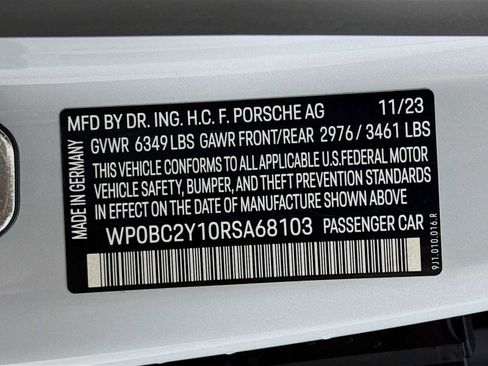 MFD BY DR. ING. H.C. F. PORSCHE AG 11/23
GVWR 6349 LBS GAWR FRONT/REAR 2976 / 3461 LBS
THIS VEHICLE CONFORMS TO ALL APPLICABLE U.S. FEDERAL MOTOR
VEHICLE SAFETY, BUMPER, AND THEFT PREVENTION STANDARDS
IN EFFECT ON THE DATE OF MANUFACTURE SHOWN ABOVE
WP0BC2Y10RSA68103 PASSENGER CAR
MADE IN GERMANY
9J1.010.016.R